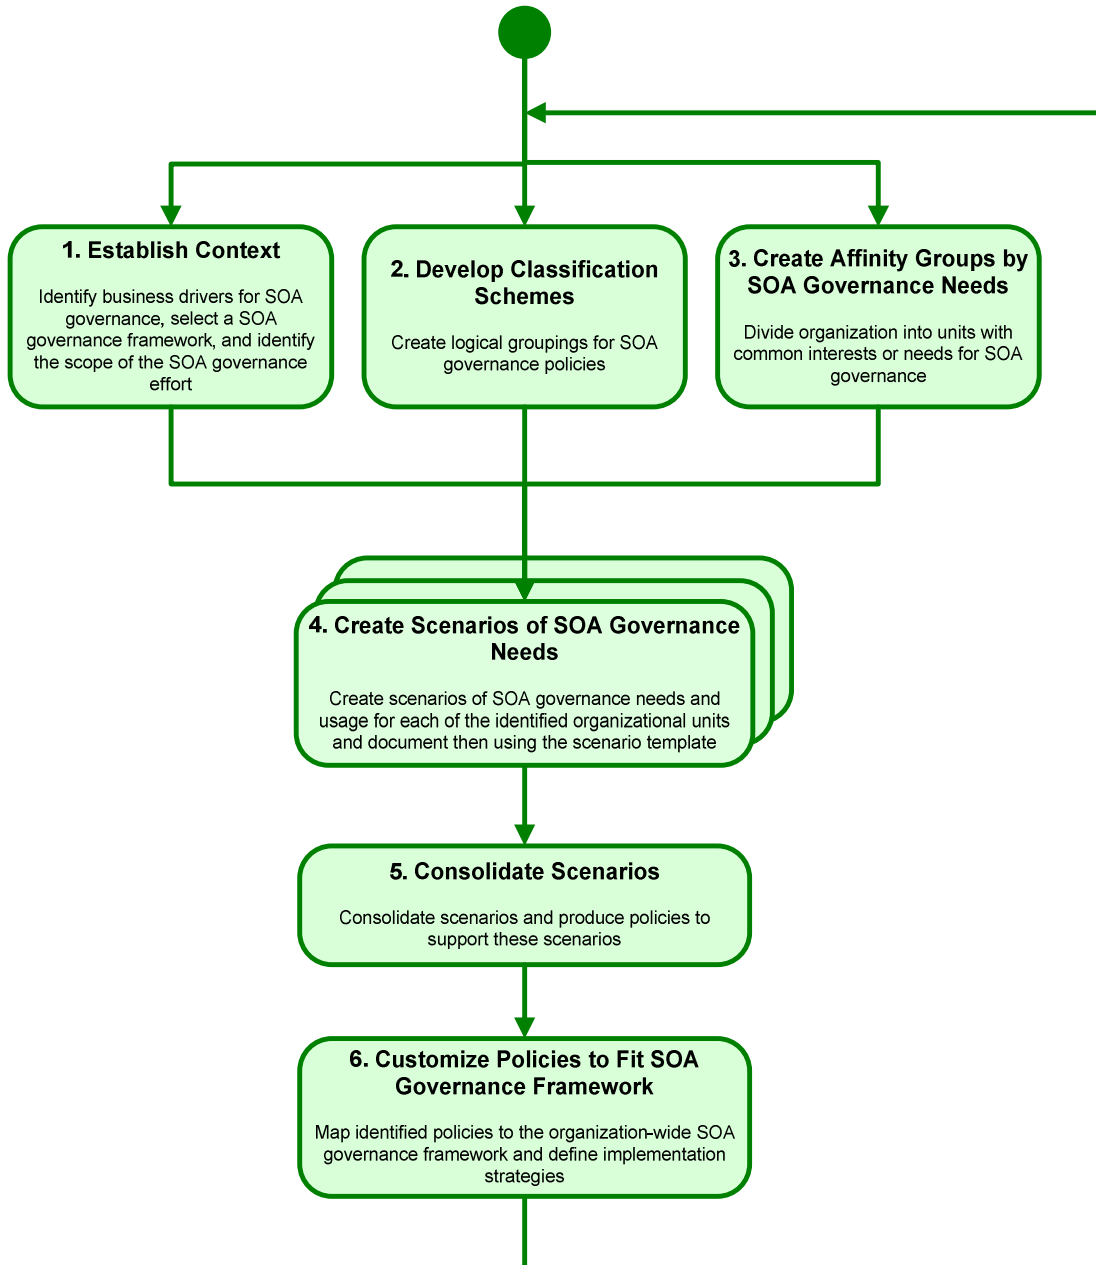 1. Establish Context
Identify business drivers for SOA
governance, select a SOA
governance framework, and identify
the scope of the SOA governance
effort
2. Develop Classification
Schemes
Create logical groupings for SOA
governance policies
3. Create Affinity Groups by
SOA Governance Needs
Divide organization into units with
common interests or needs for SOA
governance
4. Create Scenarios of SOA Governance
Needs
Create scenarios of SOA governance needs and
usage for each of the identified organizational units
and document then using the scenario template
5. Consolidate Scenarios
Consolidate scenarios and produce policies to
support these scenarios
6. Customize Policies to Fit SOA
Governance Framework
Map identified policies to the organization-wide SOA
governance framework and define implementation
strategies